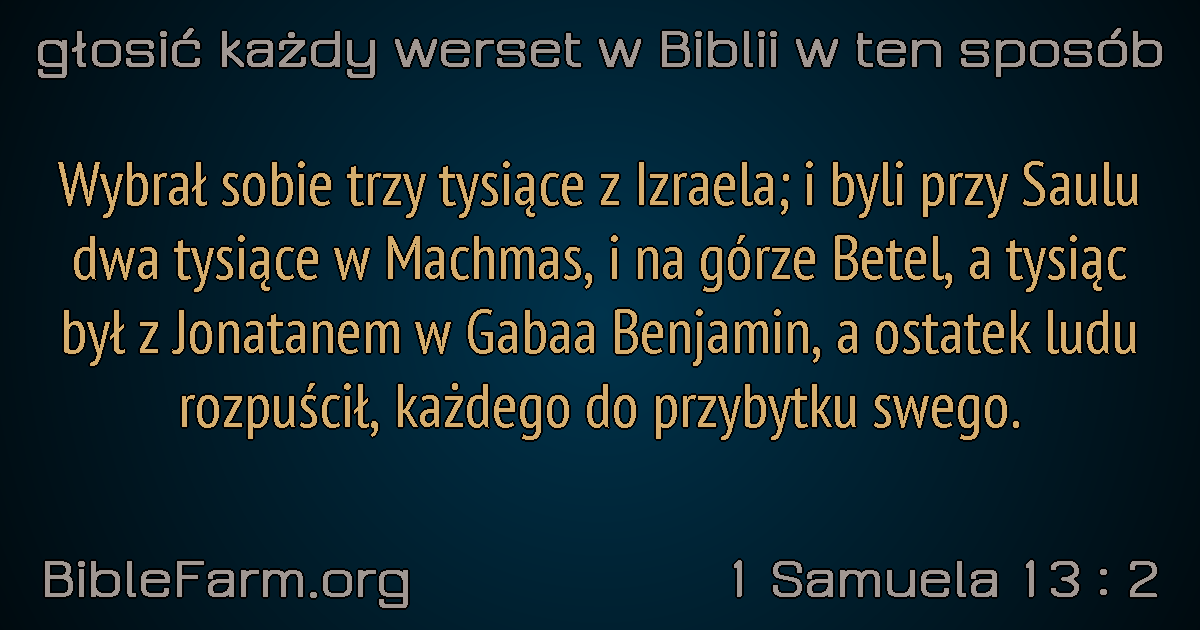 głosić każdy werset w Biblii w ten sposób
Wybrał sobie trzy tysiące z Izraela; i byli przy Saulu
dwa tysiące w Machmas, i na górze Betel, a tysiąc
był z Jonatanem w Gabaa Benjamin, a ostatek ludu
rozpuścił, każdego do przybytku swego.
BibleFarm.org
1 Samuela 13 : 2